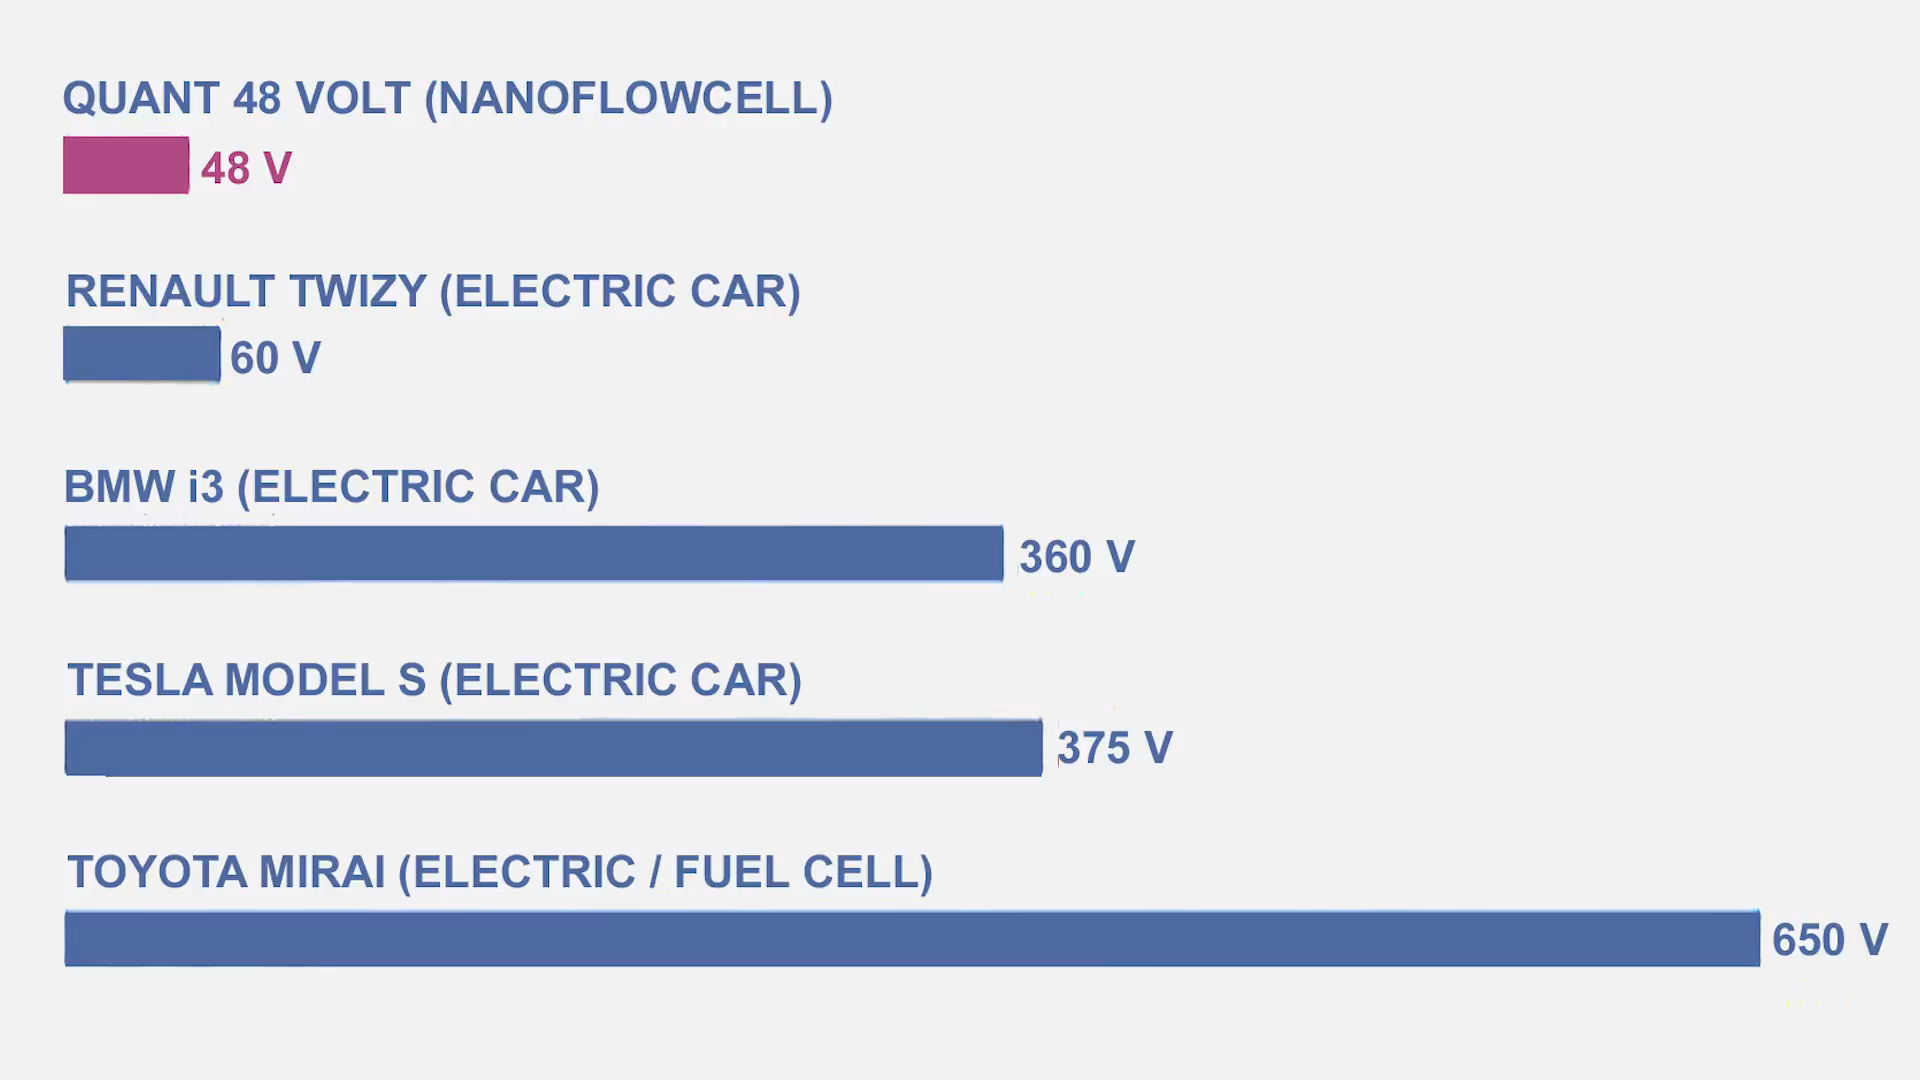 QUANT 48 VOLT (NANOFLOWCELL)
48 V
RENAULT TWIZY (ELECTRIC CAR)
60 V
BMW i3 (ELECTRIC CAR)
360 V
TESLA MODEL S (ELECTRIC CAR)
375 V
TOYOTA MIRAI (ELECTRIC / FUEL CELL)
650 V